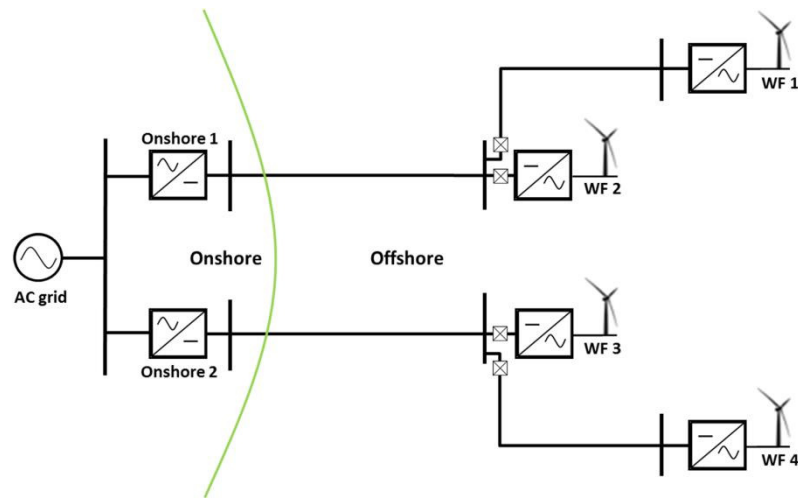 WF 1
Onshore 1
WF 2
Onshore
Offshore
AC grid
WF 3
Onshore 2
WF 4